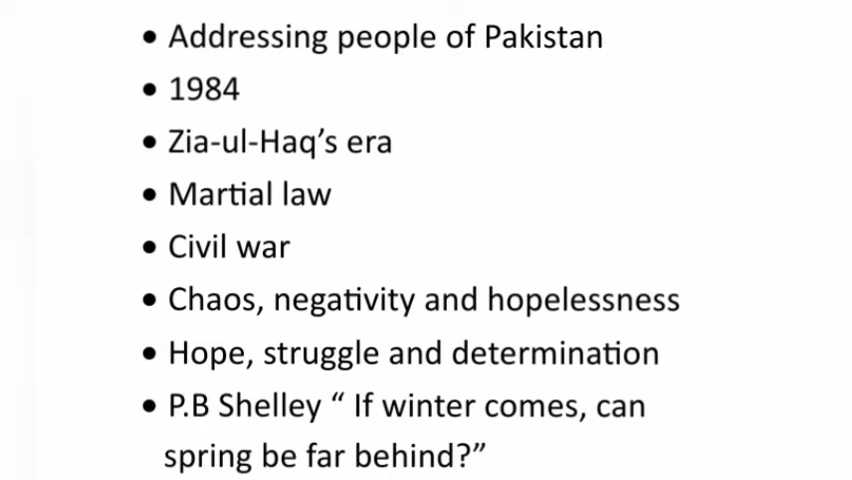 • Addressing people of Pakistan
• 1984
• Zia-ul-Haq's era
• Martial law
• Civil war
• Chaos, negativity and hopelessness
• Hope, struggle and determination
• P.B Shelley “ If winter comes, can
spring be far behind?”